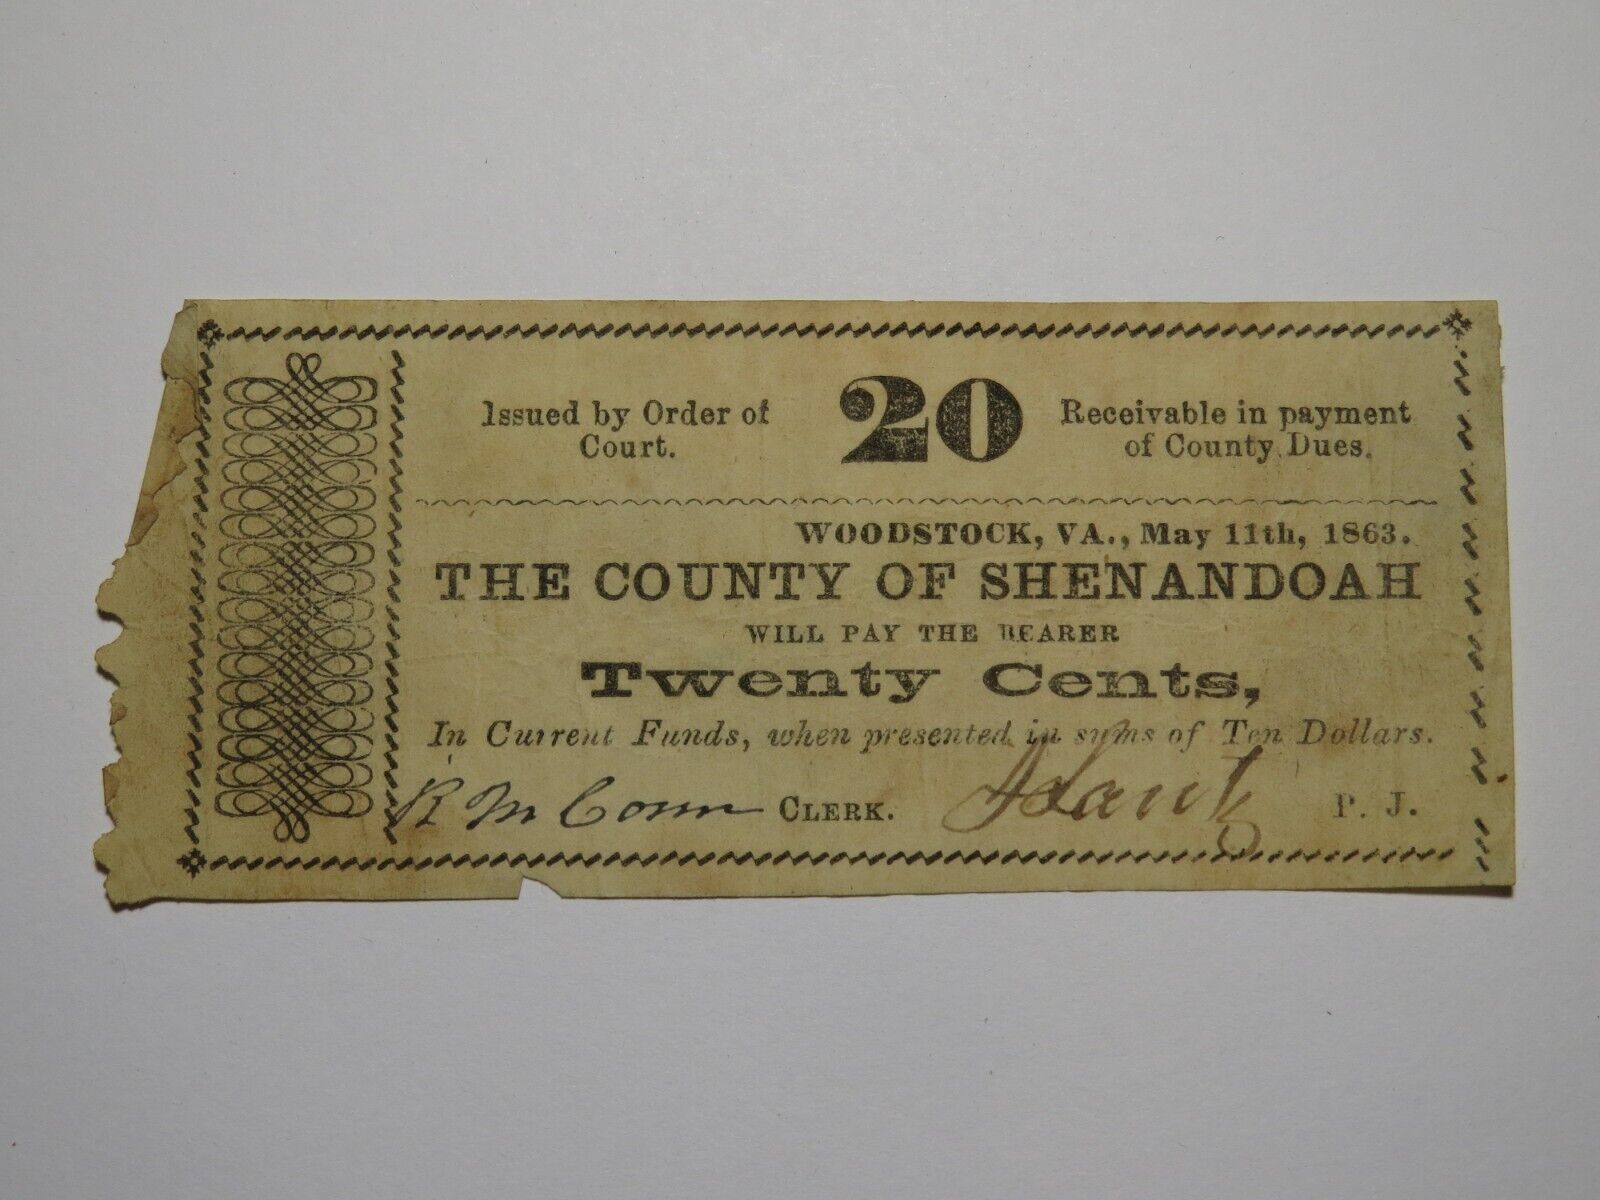 Issued by Order of
Court.
20
Receivable in payment
of County Dues.
WOODSTOCK, VA., May 11th, 1863.
THE COUNTY OF SHENANDOAH
WILL PAY THE BEARER
Twenty Cents,
In Current Funds, when presented in sums of Ten Dollars.
CLERK. P. J.